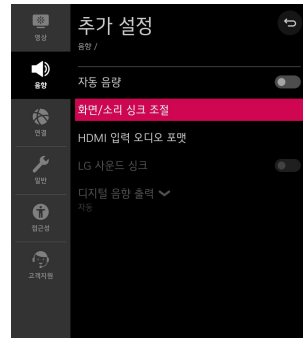 영상
음향
연결
일반
접근성
고객지원
추가 설정
음향 /
자동 음량
화면/소리 싱크 조절
HDMI 입력 오디오 포맷
LG 사운드 싱크
디지털 음향 출력
자동